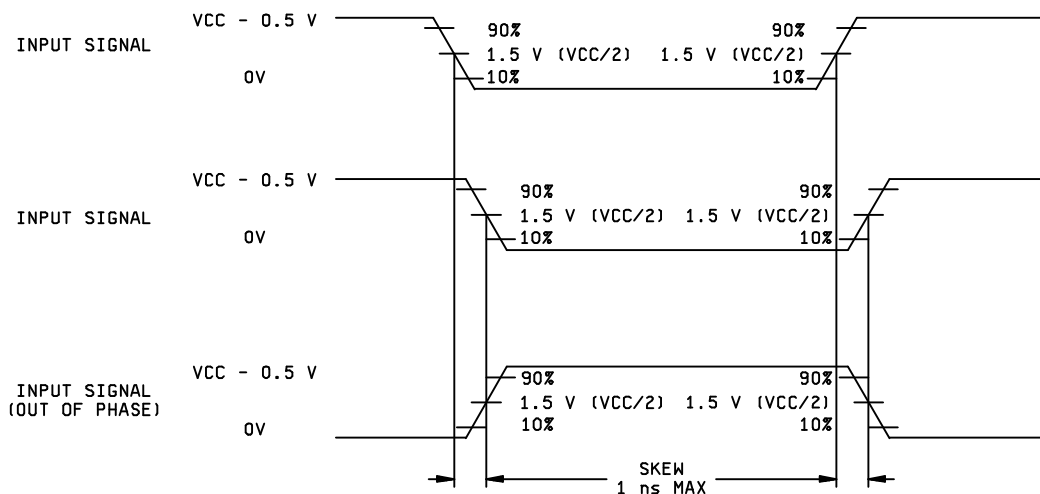 VCC - 0.5 V
INPUT SIGNAL
0V
90% 90%
1.5 V (VCC/2) 1.5 V (VCC/2)
10% 10%
VCC - 0.5 V
INPUT SIGNAL
0V
90% 90%
1.5 V (VCC/2) 1.5 V (VCC/2)
10% 10%
VCC - 0.5 V
INPUT SIGNAL
(OUT OF PHASE)
0V
90% 90%
1.5 V (VCC/2) 1.5 V (VCC/2)
10% 10%
SKEW
1 ns MAX